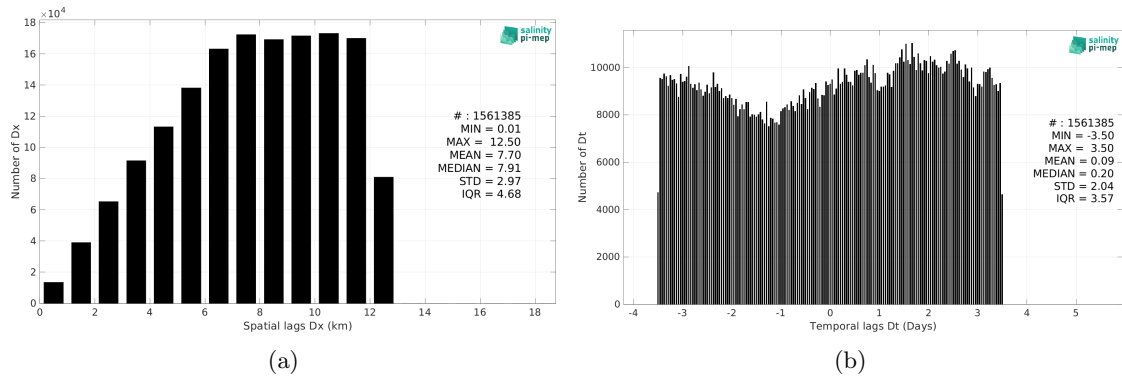 ×10⁴
18
16
14
12
10
8
6
4
2
0
Number of Dx
0 2 4 6 8 10 12 14 16 18
Spatial lags Dx (km)
salinity
pi-mep
# : 1561385
MIN = 0.01
MAX = 12.50
MEAN = 7.70
MEDIAN = 7.91
STD = 2.97
IQR = 4.68
(a)
10000
8000
6000
4000
2000
0
Number of Dt
-4 -3 -2 -1 0 1 2 3 4 5
Temporal lags Dt (Days)
salinity
pi-mep
# : 1561385
MIN = -3.50
MAX = 3.50
MEAN = 0.09
MEDIAN = 0.20
STD = 2.04
IQR = 3.57
(b)